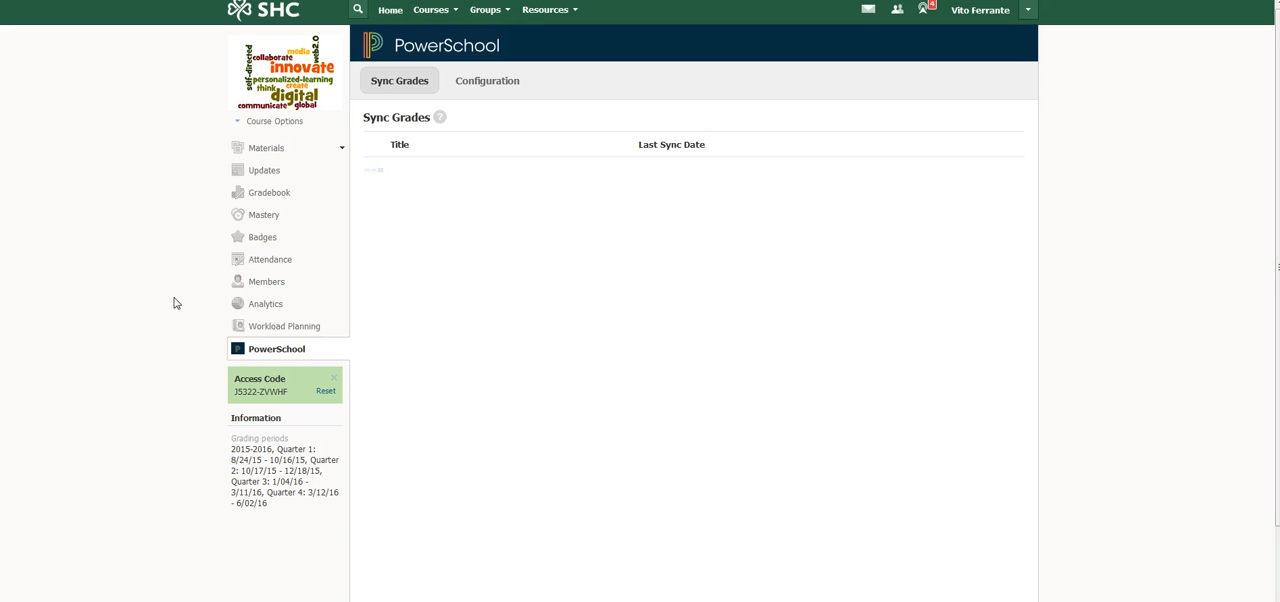 SHC
Home Courses Groups Resources
4
Vito Ferrante
self-directed
media
web2.0
collaborate
innovate
personalized-learning
create
think
digital
communicate global
PowerSchool
Sync Grades Configuration
Sync Grades ?
Title Last Sync Date
Course Options
Materials
Updates
Gradebook
Mastery
Badges
Attendance
Members
Analytics
Workload Planning
P PowerSchool
Access Code
J5322-ZVWHF Reset
Information
Grading periods
2015-2016, Quarter 1:
8/24/15 - 10/16/15, Quarter
2: 10/17/15 - 12/18/15,
Quarter 3: 1/04/16 -
3/11/16, Quarter 4: 3/12/16
- 6/02/16